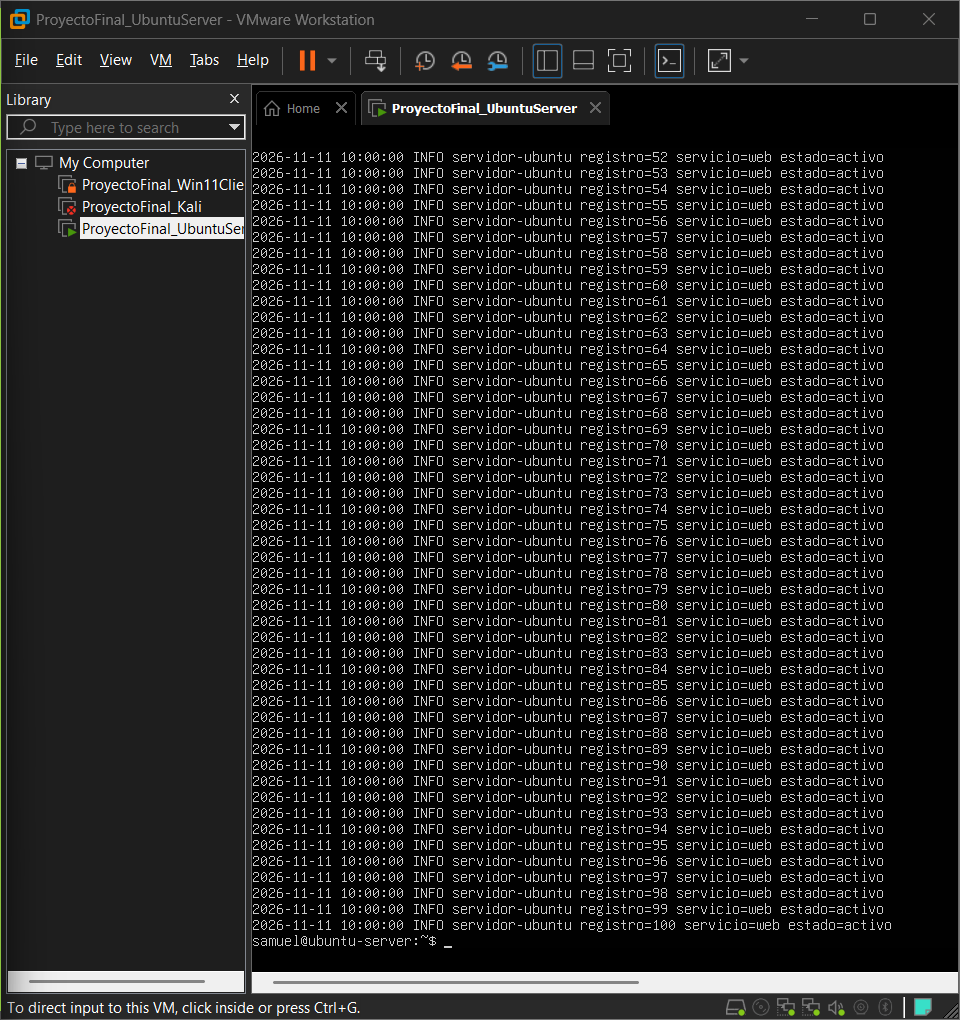 ProyectoFinal_UbuntuServer - VMware Workstation
File Edit View VM Tabs Help
Library
Home
ProyectoFinal_UbuntuServer
Type here to search
My Computer
ProyectoFinal_Win11Clie
ProyectoFinal_Kali
ProyectoFinal_UbuntuSer
2026-11-11 10:00:00 INFO servidor-ubuntu registro=52 servicio=web estado=activo
2026-11-11 10:00:00 INFO servidor-ubuntu registro=53 servicio=web estado=activo
2026-11-11 10:00:00 INFO servidor-ubuntu registro=54 servicio=web estado=activo
2026-11-11 10:00:00 INFO servidor-ubuntu registro=55 servicio=web estado=activo
2026-11-11 10:00:00 INFO servidor-ubuntu registro=56 servicio=web estado=activo
2026-11-11 10:00:00 INFO servidor-ubuntu registro=57 servicio=web estado=activo
2026-11-11 10:00:00 INFO servidor-ubuntu registro=58 servicio=web estado=activo
2026-11-11 10:00:00 INFO servidor-ubuntu registro=59 servicio=web estado=activo
2026-11-11 10:00:00 INFO servidor-ubuntu registro=60 servicio=web estado=activo
2026-11-11 10:00:00 INFO servidor-ubuntu registro=61 servicio=web estado=activo
2026-11-11 10:00:00 INFO servidor-ubuntu registro=62 servicio=web estado=activo
2026-11-11 10:00:00 INFO servidor-ubuntu registro=63 servicio=web estado=activo
2026-11-11 10:00:00 INFO servidor-ubuntu registro=64 servicio=web estado=activo
2026-11-11 10:00:00 INFO servidor-ubuntu registro=65 servicio=web estado=activo
2026-11-11 10:00:00 INFO servidor-ubuntu registro=66 servicio=web estado=activo
2026-11-11 10:00:00 INFO servidor-ubuntu registro=67 servicio=web estado=activo
2026-11-11 10:00:00 INFO servidor-ubuntu registro=68 servicio=web estado=activo
2026-11-11 10:00:00 INFO servidor-ubuntu registro=69 servicio=web estado=activo
2026-11-11 10:00:00 INFO servidor-ubuntu registro=70 servicio=web estado=activo
2026-11-11 10:00:00 INFO servidor-ubuntu registro=71 servicio=web estado=activo
2026-11-11 10:00:00 INFO servidor-ubuntu registro=72 servicio=web estado=activo
2026-11-11 10:00:00 INFO servidor-ubuntu registro=73 servicio=web estado=activo
2026-11-11 10:00:00 INFO servidor-ubuntu registro=74 servicio=web estado=activo
2026-11-11 10:00:00 INFO servidor-ubuntu registro=75 servicio=web estado=activo
2026-11-11 10:00:00 INFO servidor-ubuntu registro=76 servicio=web estado=activo
2026-11-11 10:00:00 INFO servidor-ubuntu registro=77 servicio=web estado=activo
2026-11-11 10:00:00 INFO servidor-ubuntu registro=78 servicio=web estado=activo
2026-11-11 10:00:00 INFO servidor-ubuntu registro=79 servicio=web estado=activo
2026-11-11 10:00:00 INFO servidor-ubuntu registro=80 servicio=web estado=activo
2026-11-11 10:00:00 INFO servidor-ubuntu registro=81 servicio=web estado=activo
2026-11-11 10:00:00 INFO servidor-ubuntu registro=82 servicio=web estado=activo
2026-11-11 10:00:00 INFO servidor-ubuntu registro=83 servicio=web estado=activo
2026-11-11 10:00:00 INFO servidor-ubuntu registro=84 servicio=web estado=activo
2026-11-11 10:00:00 INFO servidor-ubuntu registro=85 servicio=web estado=activo
2026-11-11 10:00:00 INFO servidor-ubuntu registro=86 servicio=web estado=activo
2026-11-11 10:00:00 INFO servidor-ubuntu registro=87 servicio=web estado=activo
2026-11-11 10:00:00 INFO servidor-ubuntu registro=88 servicio=web estado=activo
2026-11-11 10:00:00 INFO servidor-ubuntu registro=89 servicio=web estado=activo
2026-11-11 10:00:00 INFO servidor-ubuntu registro=90 servicio=web estado=activo
2026-11-11 10:00:00 INFO servidor-ubuntu registro=91 servicio=web estado=activo
2026-11-11 10:00:00 INFO servidor-ubuntu registro=92 servicio=web estado=activo
2026-11-11 10:00:00 INFO servidor-ubuntu registro=93 servicio=web estado=activo
2026-11-11 10:00:00 INFO servidor-ubuntu registro=94 servicio=web estado=activo
2026-11-11 10:00:00 INFO servidor-ubuntu registro=95 servicio=web estado=activo
2026-11-11 10:00:00 INFO servidor-ubuntu registro=96 servicio=web estado=activo
2026-11-11 10:00:00 INFO servidor-ubuntu registro=97 servicio=web estado=activo
2026-11-11 10:00:00 INFO servidor-ubuntu registro=98 servicio=web estado=activo
2026-11-11 10:00:00 INFO servidor-ubuntu registro=99 servicio=web estado=activo
2026-11-11 10:00:00 INFO servidor-ubuntu registro=100 servicio=web estado=activo
samuel@ubuntu-server:~$ _
To direct input to this VM, click inside or press Ctrl+G.